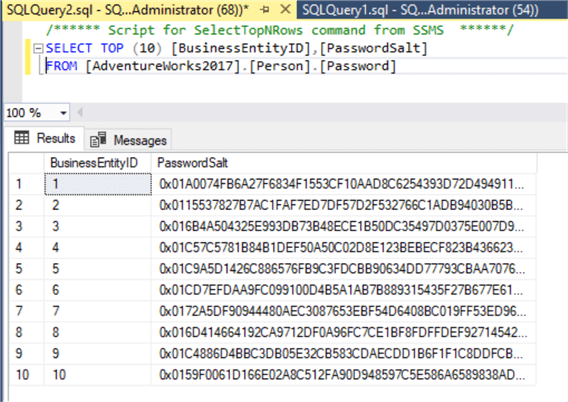 SQLQuery2.sql - SQ...Administrator (68))* SQLQuery1.sql - SQ...Administrator (54))
/****** Script for SelectTopNRows command from SSMS ******/
SELECT TOP (10) [BusinessEntityID],[PasswordSalt]
FROM [AdventureWorks2017].[Person].[Password]
100 %
Results Messages
BusinessEntityID PasswordSalt
1 1 0x01A0074FB6A27F6834F1553CF10AAD8C6254393D72D494911...
2 2 0x0115537827B7AC1FAF7ED7DF57D2F532766C1ADB94030B5B...
3 3 0x016B4A504325E993DB73B48ECE1B50DC35497D0375E007D9...
4 4 0x01C57C5781B84B1DEF50A50C02D8E123BEBECF823B436623...
5 5 0x01C9A5D1426C886576FB9C3FDCBB90634DD77793CBAA7076...
6 6 0x01CD7EFDAA9FC099100D4B5A1AB7B889315435F27B677E61...
7 7 0x0172A5DF90944480AEC3087653EBF54D6408BC019FF53ED96...
8 8 0x016D414664192CA9712DF0A96FC7CE1BF8FDFFDEF92714542...
9 9 0x01C4886D4BBC3DB05E32CB583CDAECDD1B6F1F1C8DDFCB...
10 10 0x0159F0061D166E02A8C512FA90D948597C5E586A6589838AD...